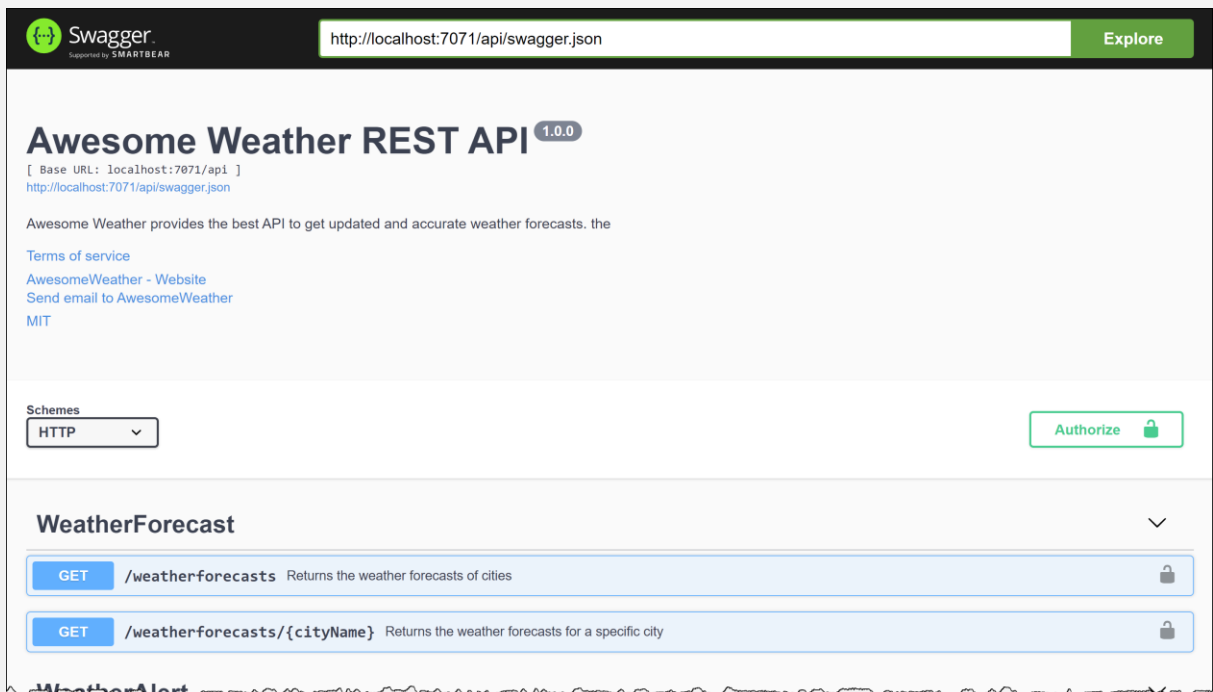 Swagger.
Supported by SMARTBEAR
http://localhost:7071/api/swagger.json
Explore
Awesome Weather REST API 1.0.0
[ Base URL: localhost:7071/api ]
http://localhost:7071/api/swagger.json
Awesome Weather provides the best API to get updated and accurate weather forecasts. the
Terms of service
AwesomeWeather - Website
Send email to AwesomeWeather
MIT
Schemes
HTTP
Authorize
WeatherForecast
GET /weatherforecasts Returns the weather forecasts of cities
GET /weatherforecasts/{cityName} Returns the weather forecasts for a specific city
WeatherAlert